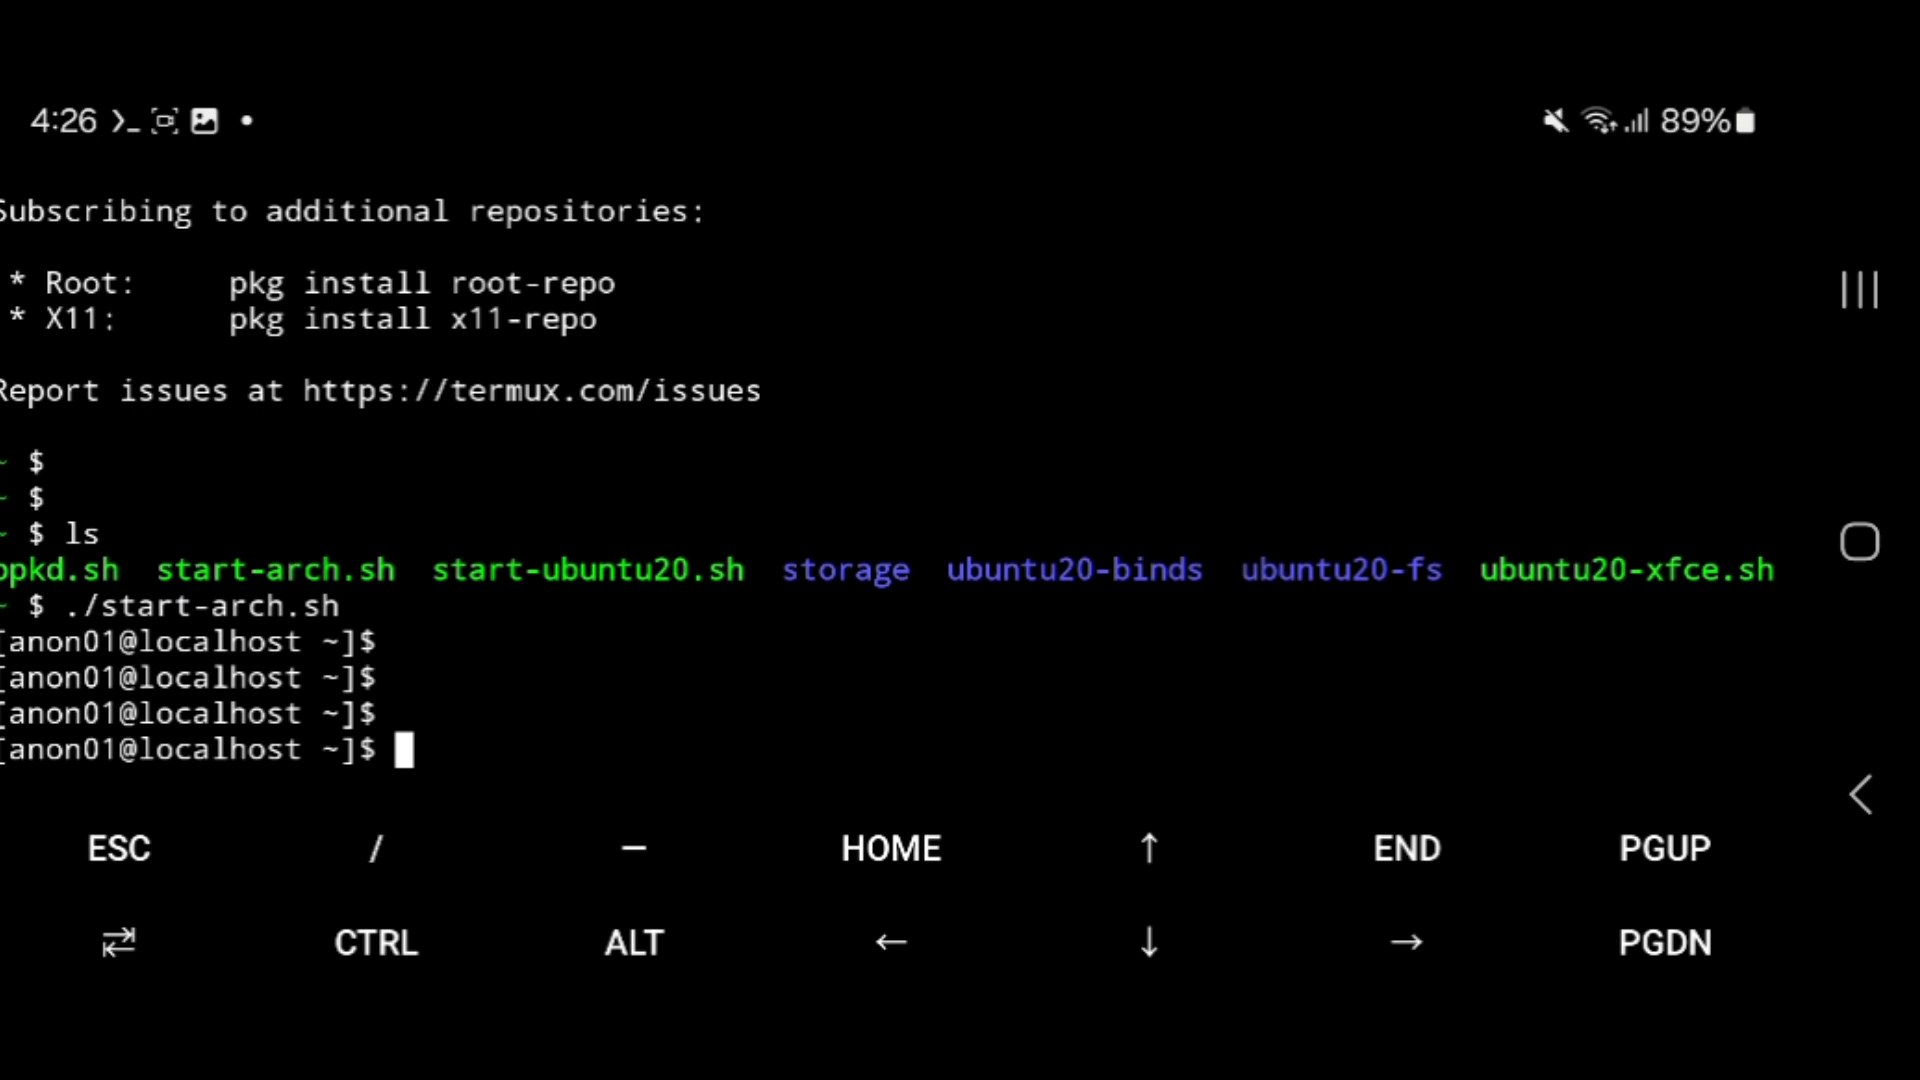 4:26 89%
Subscribing to additional repositories:
* Root: pkg install root-repo
* X11: pkg install x11-repo
Report issues at https://termux.com/issues
~ $
~ $
~ $ ls
start-arch.sh start-ubuntu20.sh storage ubuntu20-binds ubuntu20-fs ubuntu20-xfce.sh
~ $ ./start-arch.sh
[anon01@localhost ~]$
[anon01@localhost ~]$
[anon01@localhost ~]$
[anon01@localhost ~]$
ESC / — HOME ↑ END PGUP
⇄ CTRL ALT ← ↓ → PGDN